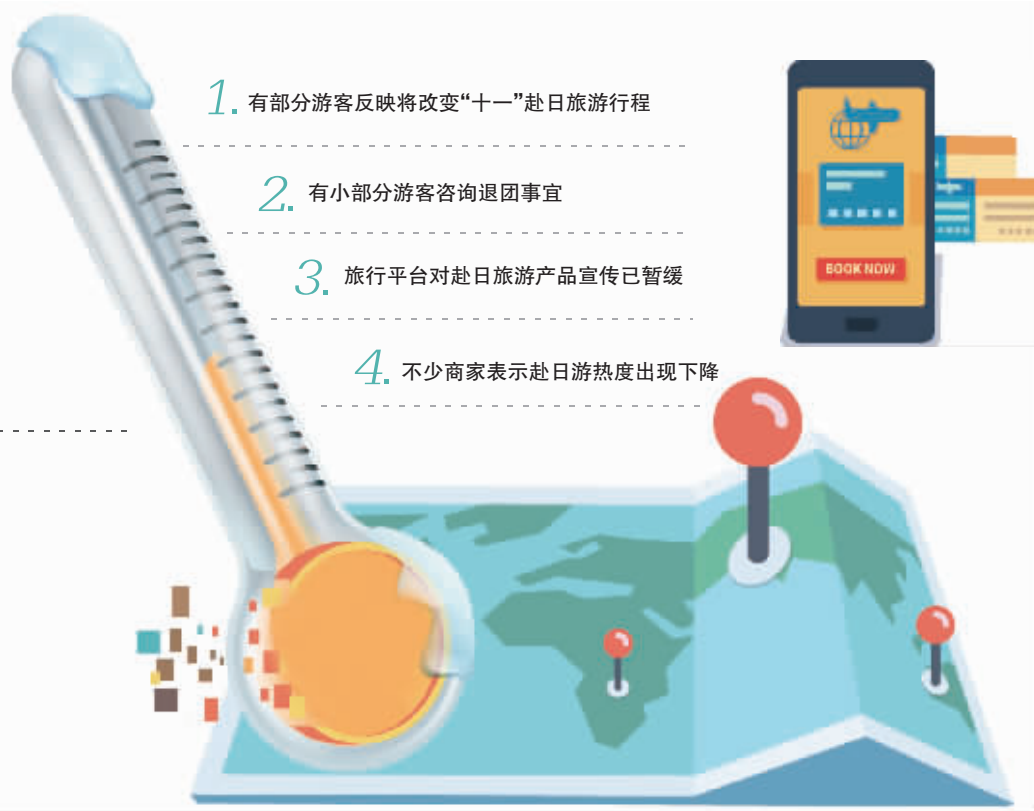 1. 有部分游客反映将改变“十一”赴日旅游行程
2. 有小部分游客咨询退团事宜
3. 旅行平台对赴日旅游产品宣传已暂缓
4. 不少商家表示赴日游热度出现下降
BOOK NOW